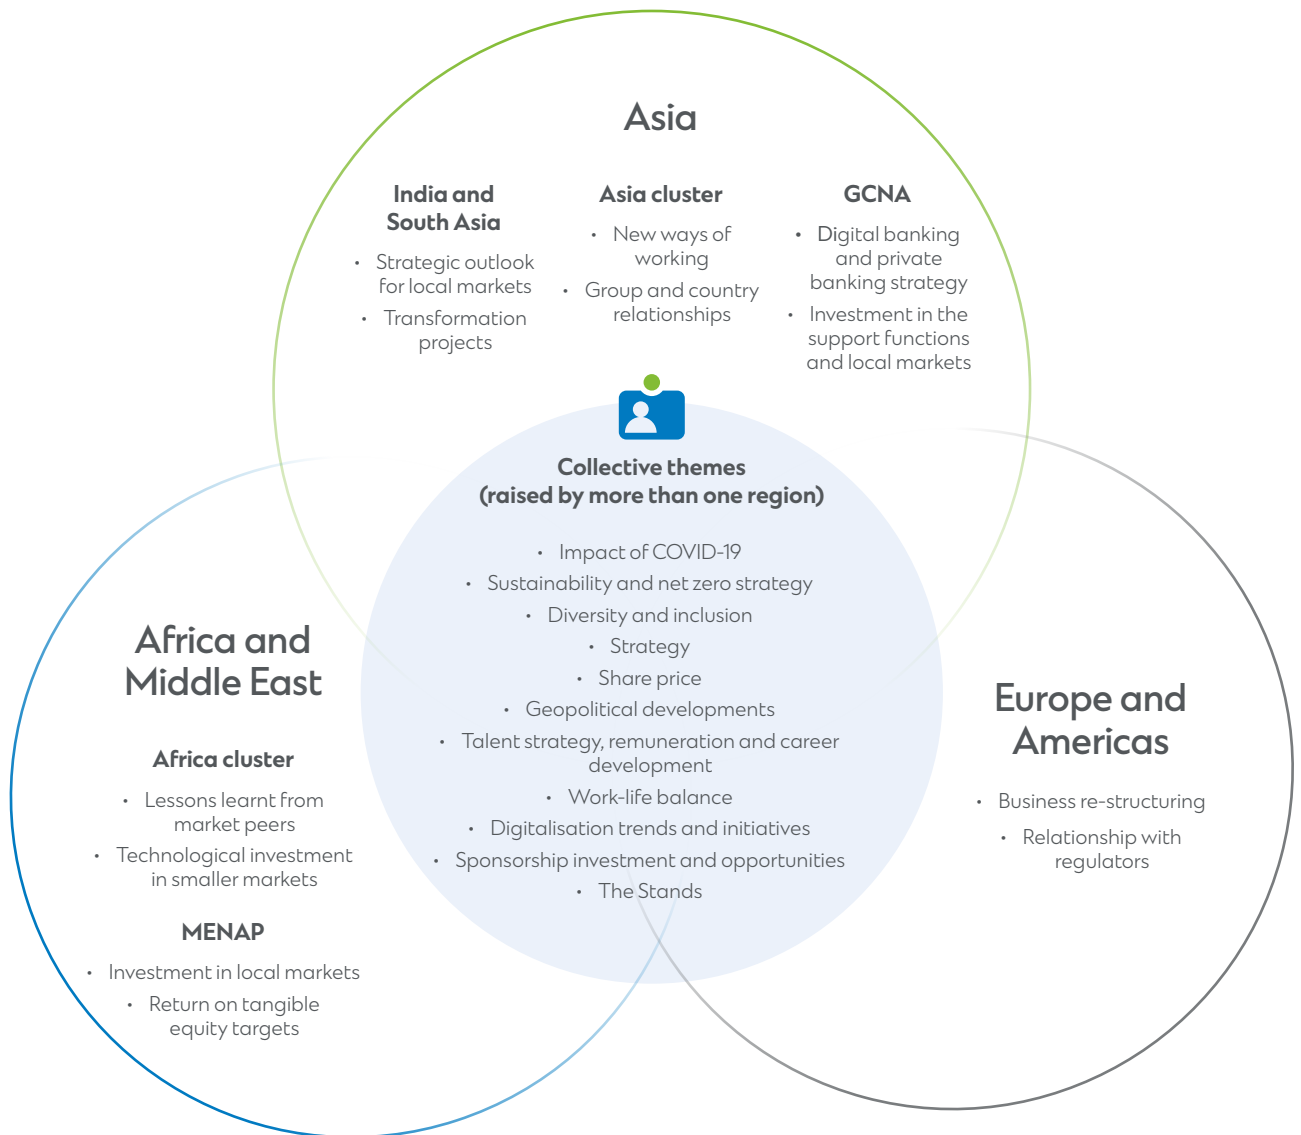 Asia
India and
South Asia
• Strategic outlook
for local markets
• Transformation
projects
Asia cluster
• New ways of
working
• Group and country
relationships
GCNA
• Digital banking
and private
banking strategy
• Investment in the
support functions
and local markets
Collective themes
(raised by more than one region)
• Impact of COVID-19
• Sustainability and net zero strategy
• Diversity and inclusion
• Strategy
• Share price
• Geopolitical developments
• Talent strategy, remuneration and career
development
• Work-life balance
• Digitalisation trends and initiatives
• Sponsorship investment and opportunities
• The Stands
Africa and
Middle East
Africa cluster
• Lessons learnt from
market peers
• Technological investment
in smaller markets
MENAP
• Investment in local markets
• Return on tangible
equity targets
Europe and
Americas
• Business re-structuring
• Relationship with
regulators